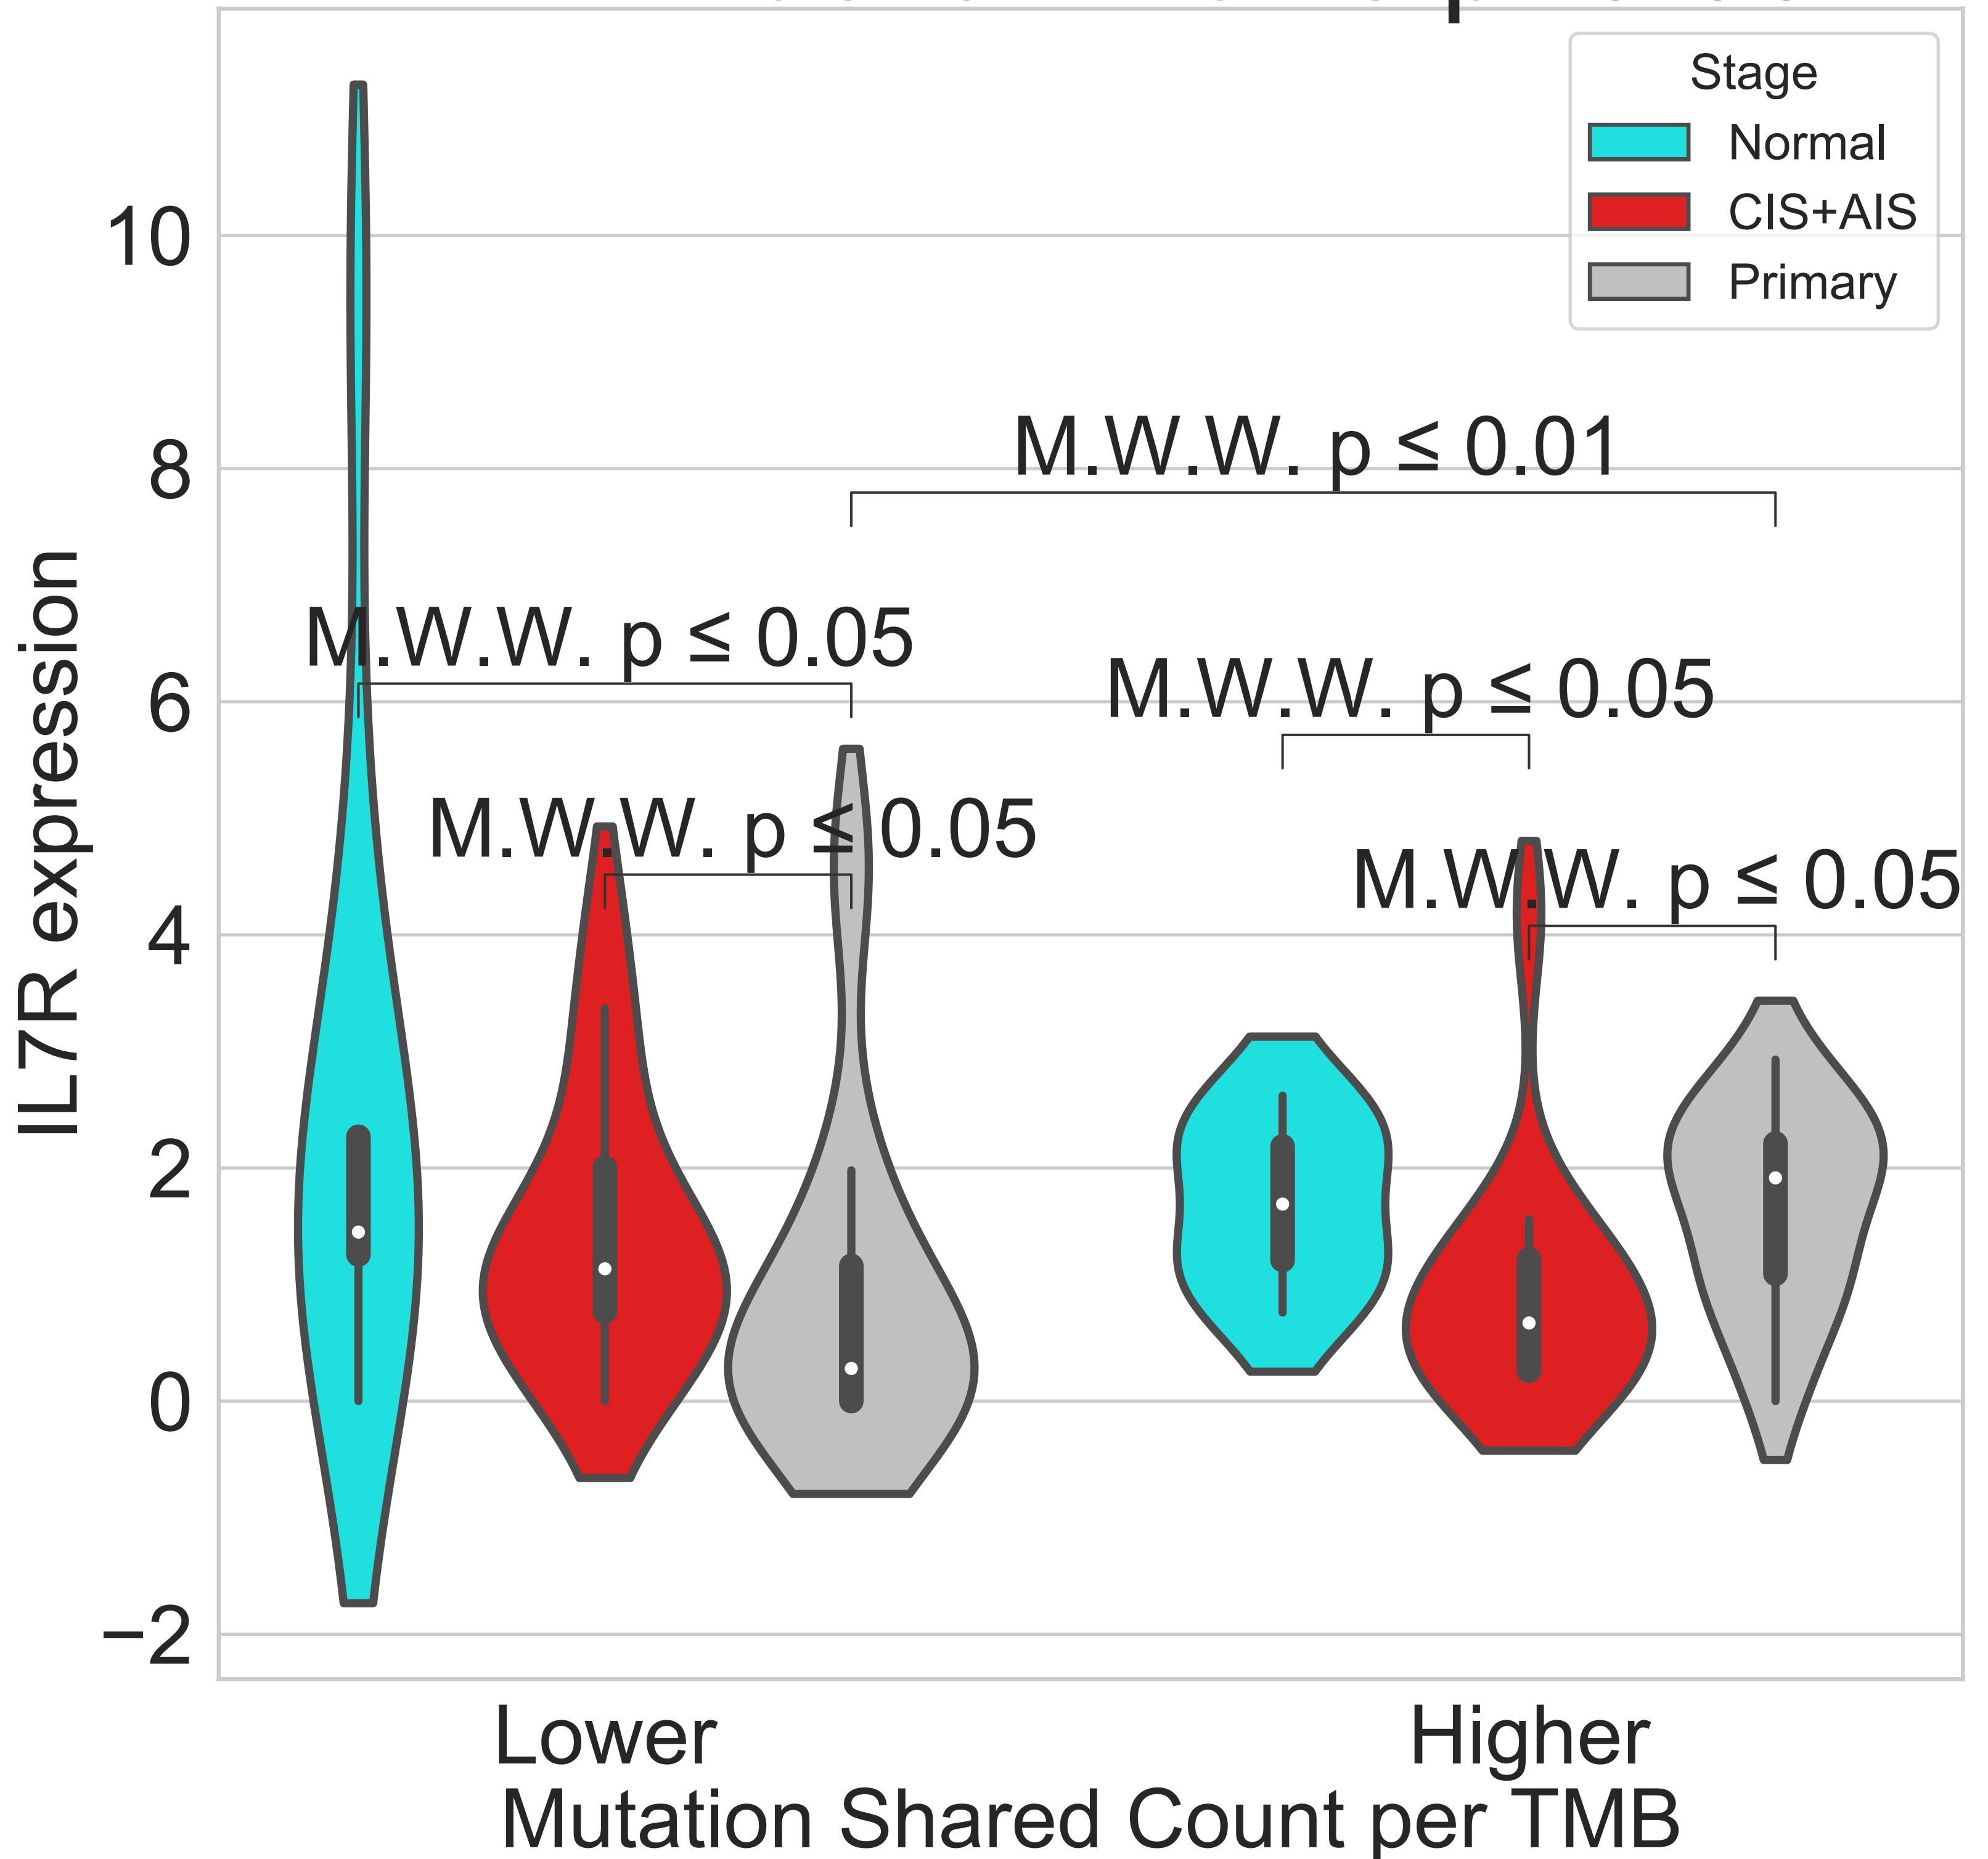 Stage
Normal
CIS+AIS
Primary
10
8
6
4
2
0
−2
IL7R expression
M.W.W. p ≤ 0.01
M.W.W. p ≤ 0.05
M.W.W. p ≤ 0.05
M.W.W. p ≤ 0.05
M.W.W. p ≤ 0.05
Lower
Higher
Mutation Shared Count per TMB